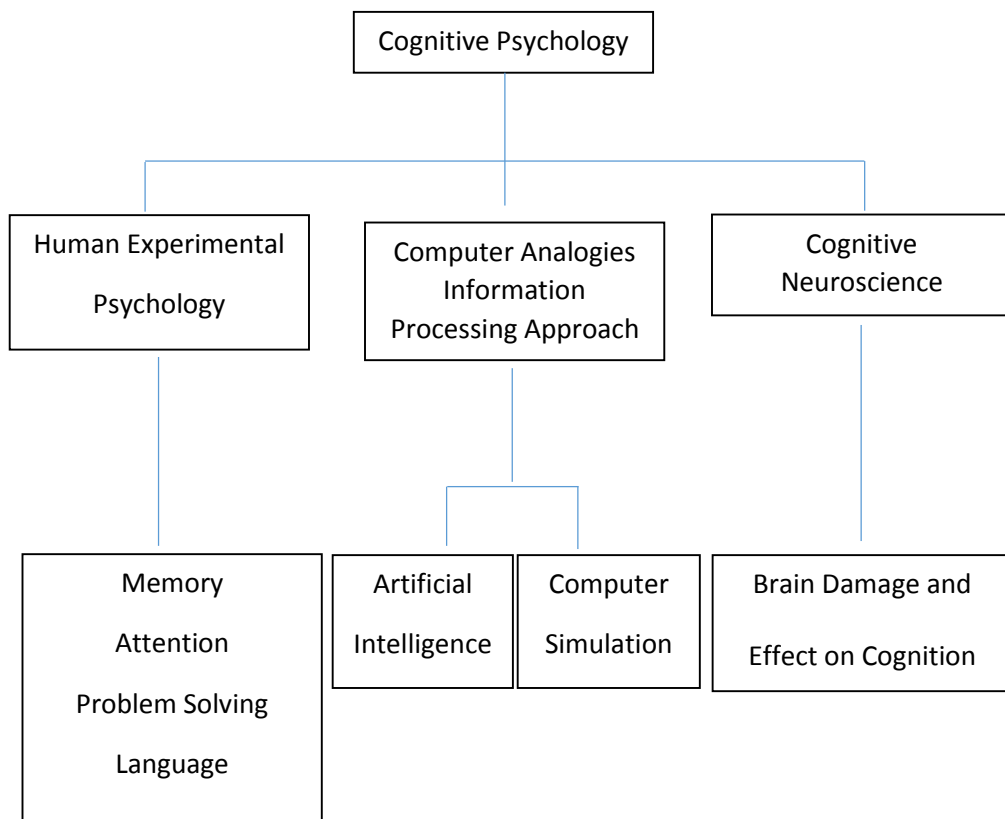 Cognitive Psychology
Human Experimental
Psychology
Computer Analogies
Information
Processing Approach
Cognitive
Neuroscience
Memory
Attention
Problem Solving
Language
Artificial
Intelligence
Computer
Simulation
Brain Damage and
Effect on Cognition